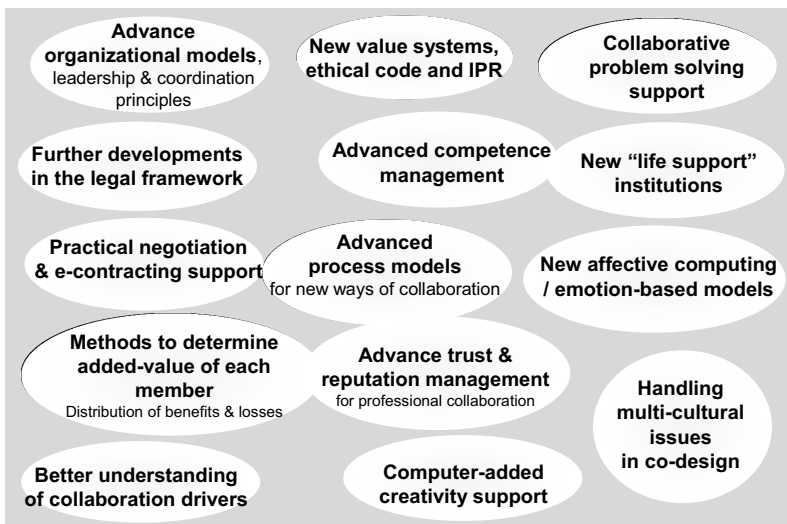 Advance
organizational models,
leadership & coordination
principles
New value systems,
ethical code and IPR
Collaborative
problem solving
support
Further developments
in the legal framework
Advanced competence
management
New “life support”
institutions
Practical negotiation
& e-contracting support
Advanced
process models
for new ways of collaboration
New affective computing
/ emotion-based models
Methods to determine
added-value of each
member
Distribution of benefits & losses
Advance trust &
reputation management
for professional collaboration
Handling
multi-cultural
issues
in co-design
Better understanding
of collaboration drivers
Computer-added
creativity support